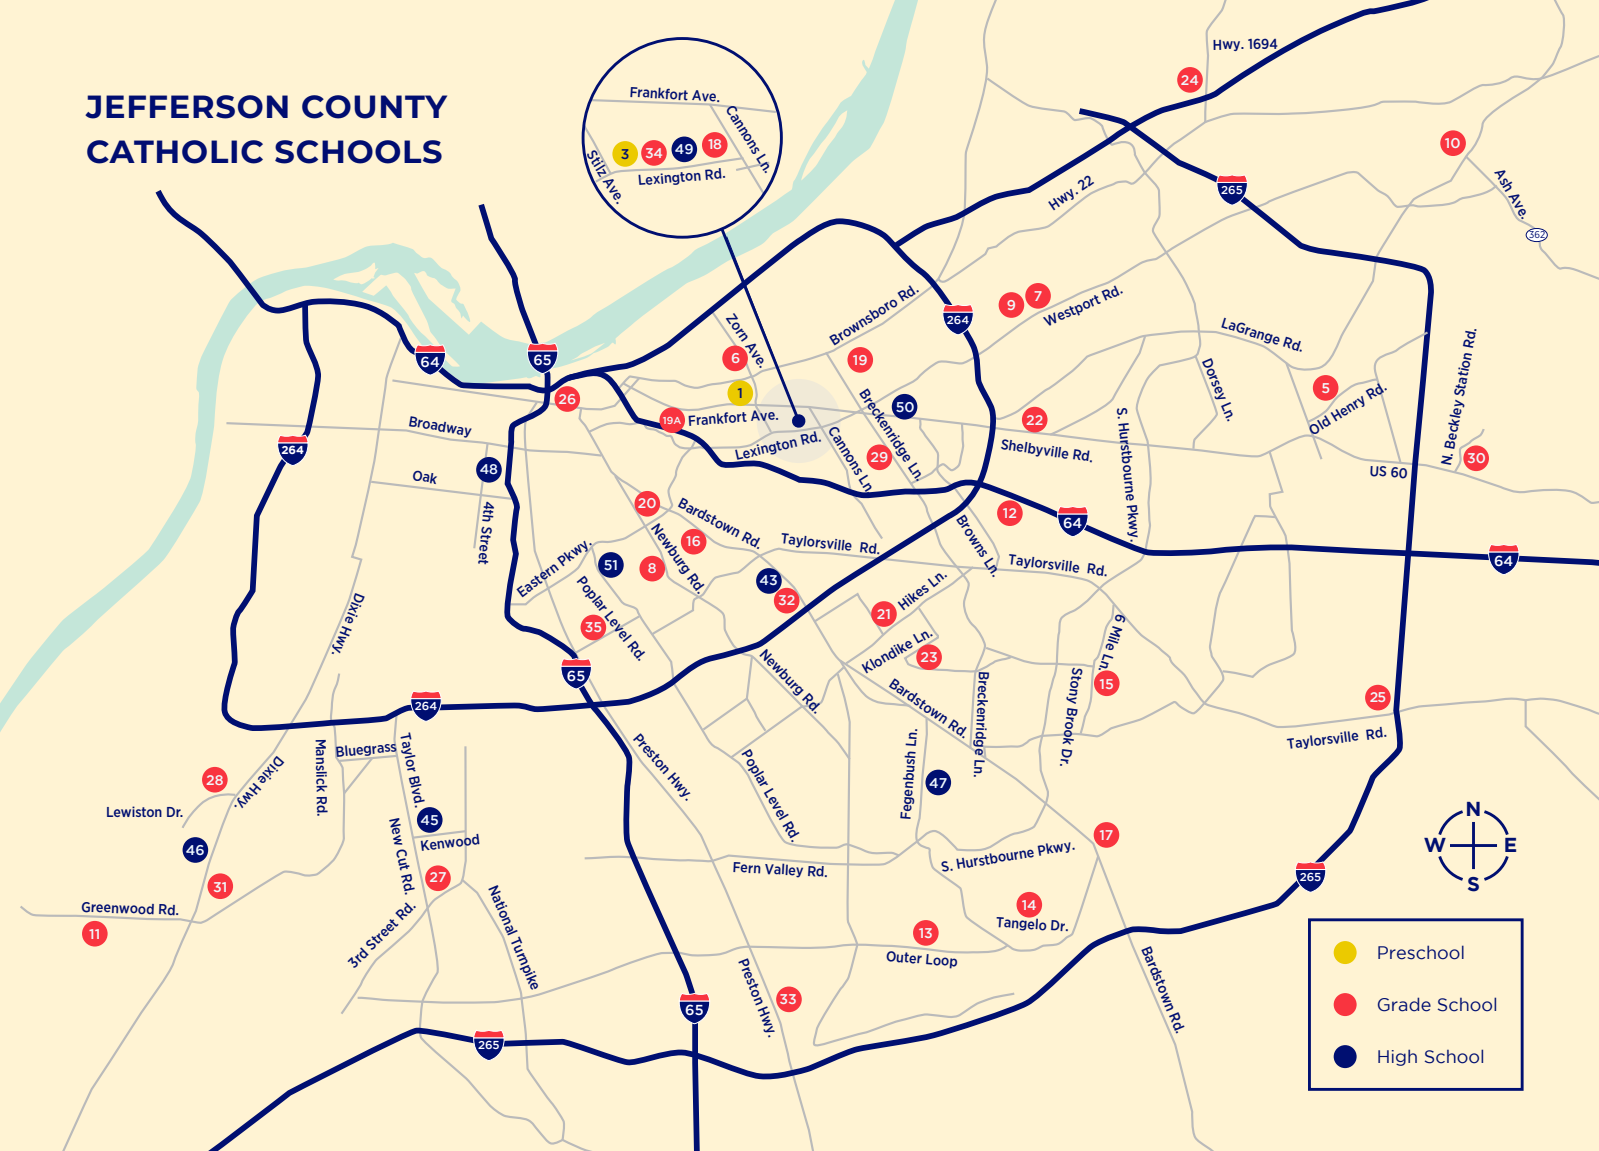 JEFFERSON COUNTY
CATHOLIC SCHOOLS
Frankfort Ave.
Cannons Ln.
Stilz Ave.
3
34
49
18
Lexington Rd.
Hwy. 1694
24
10
Ash Ave.
362
265
Hwy. 22
9
7
Westport Rd.
264
Brownsboro Rd.
Zorn Ave.
6
19
LaGrange Rd.
64
65
1
26
19A
Frankfort Ave.
Lexington Rd.
Cannons Ln.
Breckenridge Ln.
50
29
22
Shelbyville Rd.
S. Hurstbourne Pkwy.
Dorsey Ln.
5
Old Henry Rd.
N. Beckley Station Rd.
30
US 60
Broadway
264
Oak
48
4th Street
20
Bardstown Rd.
16
Newburg Rd.
8
Taylorsville Rd.
12
64
Browns Ln.
Taylorsville Rd.
64
Eastern Pkwy.
51
Poplar Level Rd.
35
43
32
Hikes Ln.
21
Klondike Ln.
23
6 Mile Ln.
15
Stony Brook Dr.
Dixie Hwy.
65
264
Newburg Rd.
Bardstown Rd.
Breckenridge Ln.
25
Taylorsville Rd.
Bluegrass
Manslick Rd.
Taylor Blvd.
Preston Hwy.
Poplar Level Rd.
Fegenbush Ln.
47
28
Dixie Hwy.
Lewiston Dr.
46
45
Kenwood
New Cut Rd.
27
31
Greenwood Rd.
11
3rd Street Rd.
National Turnpike
Fern Valley Rd.
S. Hurstbourne Pkwy.
17
14
Tangelo Dr.
13
Outer Loop
Preston Hwy.
33
65
265
Bardstown Rd.
265
N
W
E
S
Preschool
Grade School
High School